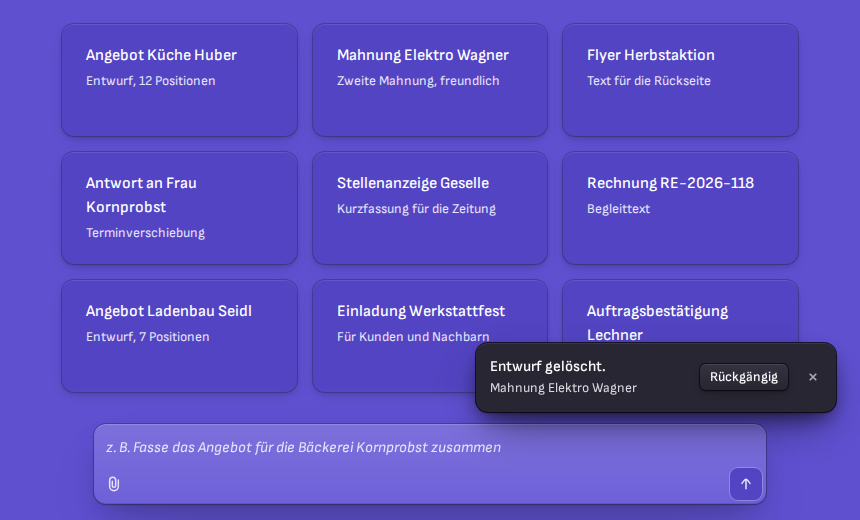 Angebot Küche Huber
Entwurf, 12 Positionen
Mahnung Elektro Wagner
Zweite Mahnung, freundlich
Flyer Herbstaktion
Text für die Rückseite
Antwort an Frau
Kornprobst
Terminverschiebung
Stellenanzeige Geselle
Kurzfassung für die Zeitung
Rechnung RE-2026-118
Begleittext
Angebot Ladenbau Seidl
Entwurf, 7 Positionen
Einladung Werkstattfest
Für Kunden und Nachbarn
Auftragsbestätigung
Lechner
Entwurf gelöscht.
Mahnung Elektro Wagner
Rückgängig
z. B. Fasse das Angebot für die Bäckerei Kornprobst zusammen